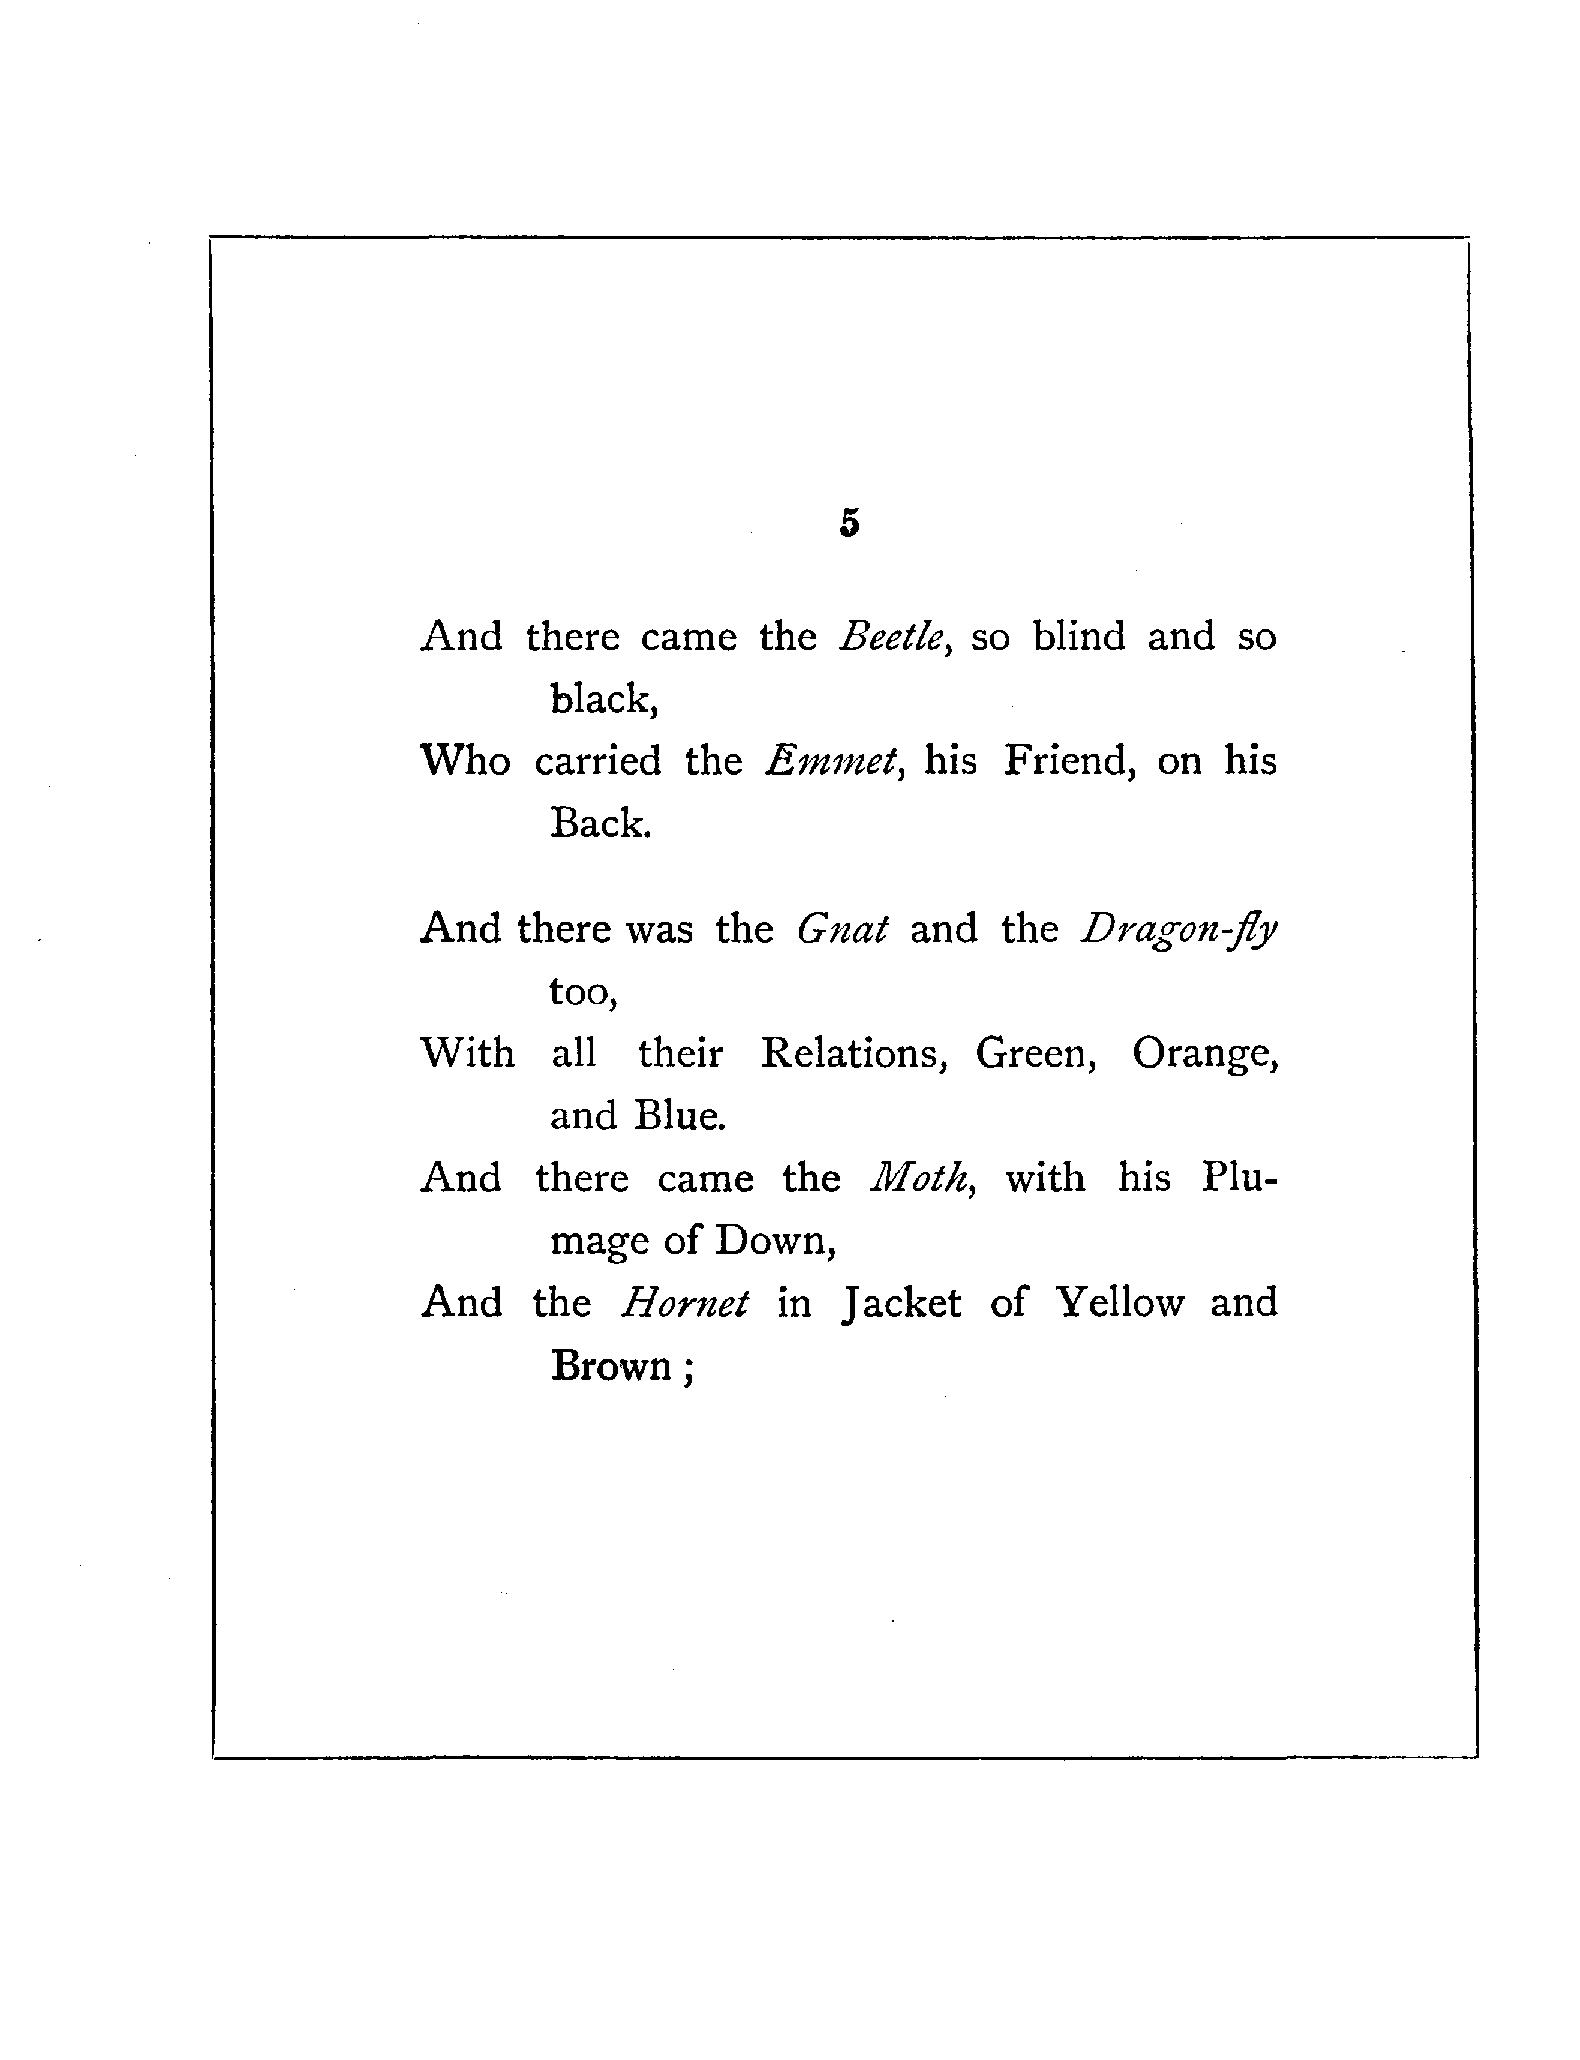 5
And there came the Beetle, so blind and so
black,
Who carried the Emmet, his Friend, on his
Back.
And there was the Gnat and the Dragon-fly
too,
With all their Relations, Green, Orange,
and Blue.
And there came the Moth, with his Plu-
mage of Down,
And the Hornet in Jacket of Yellow and
Brown ;